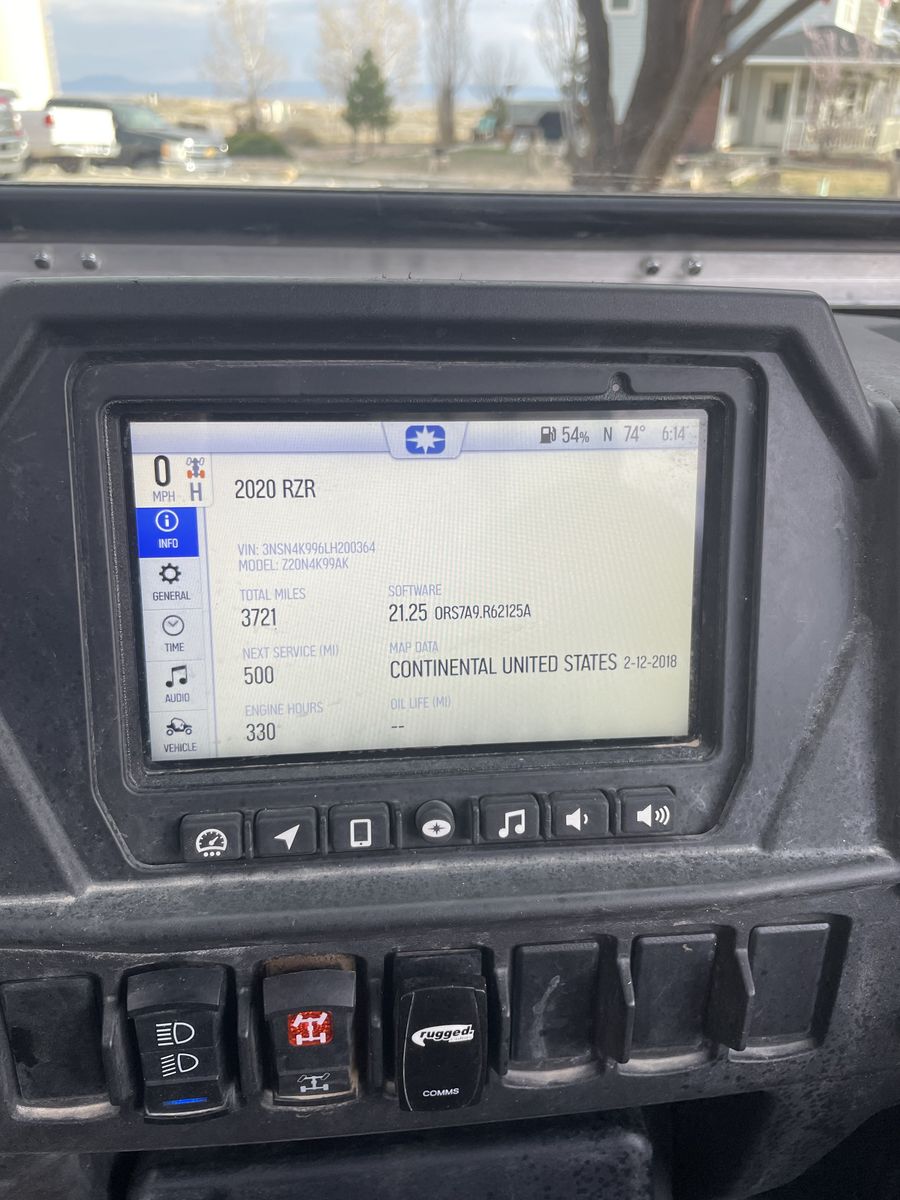 54% N 74° 6:14
0
MPH H
2020 RZR
INFO
VIN: 3NSN4K996LH200364
MODEL: Z20N4K99AK
GENERAL
TOTAL MILES SOFTWARE
3721 21.25 0RS7A9.R62125A
TIME
NEXT SERVICE (MI) MAP DATA
500 CONTINENTAL UNITED STATES 2-12-2018
AUDIO
ENGINE HOURS OIL LIFE (MI)
330 --
VEHICLE
rugged
COMMS